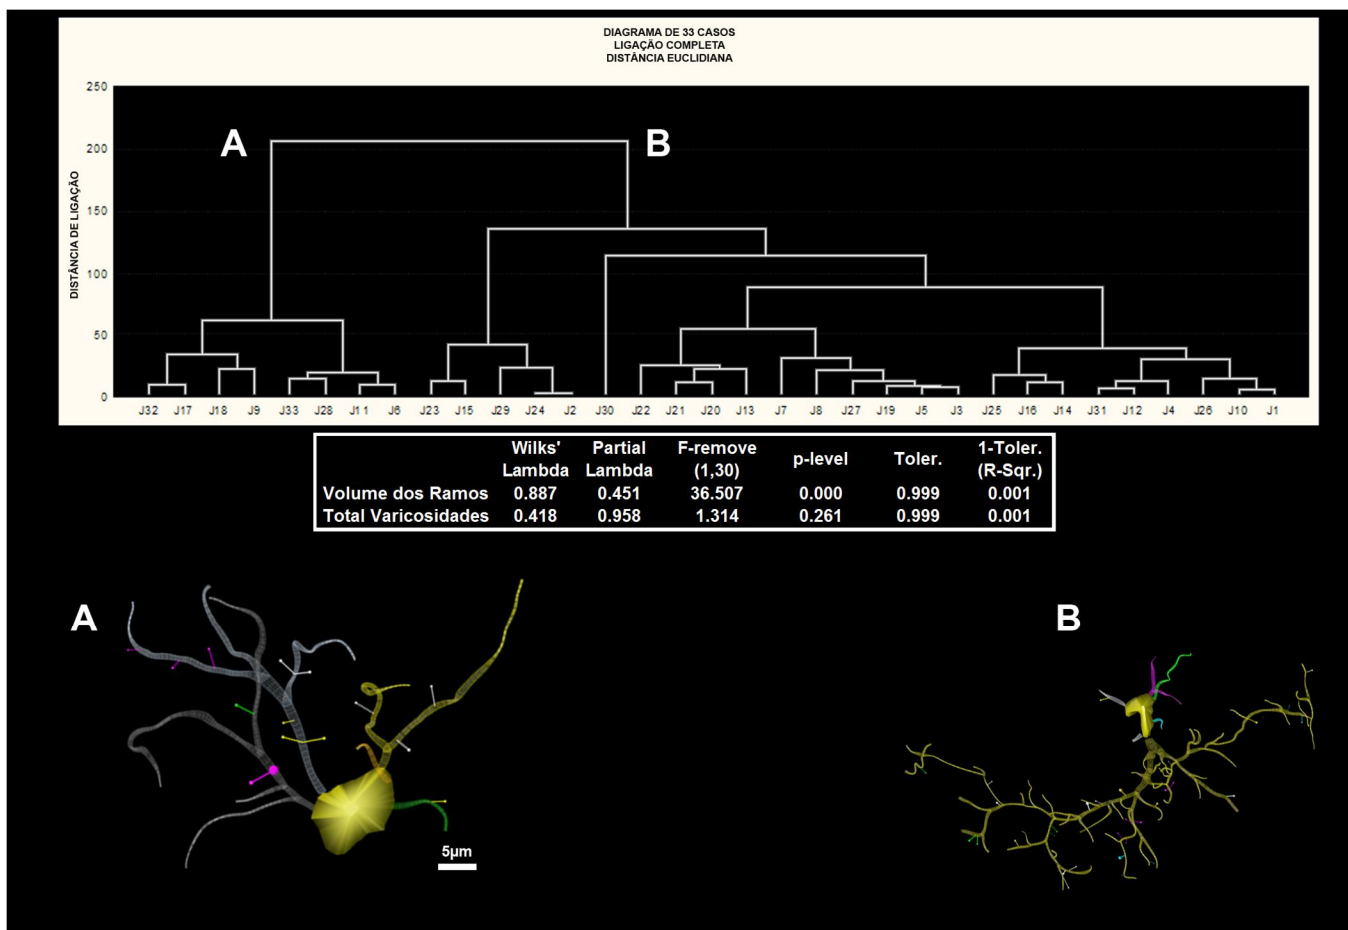 DIAGRAMA DE 33 CASOS
LIGAÇÃO COMPLETA
DISTÂNCIA EUCLIDIANA
DISTÂNCIA DE LIGAÇÃO
250
200
150
100
50
0
A B
J32 J17 J18 J9 J33 J28 J11 J6 J23 J15 J29 J24 J2 J30 J22 J21 J20 J13 J7 J8 J27 J19 J5 J3 J25 J16 J14 J31 J12 J4 J26 J10 J1
Wilks' Partial F-remove p-level Toler. 1-Toler.
Lambda Lambda (1,30) (R-Sqr.)
Volume dos Ramos 0.887 0.451 36.507 0.000 0.999 0.001
Total Varicosidades 0.418 0.958 1.314 0.261 0.999 0.001
A B
5µm